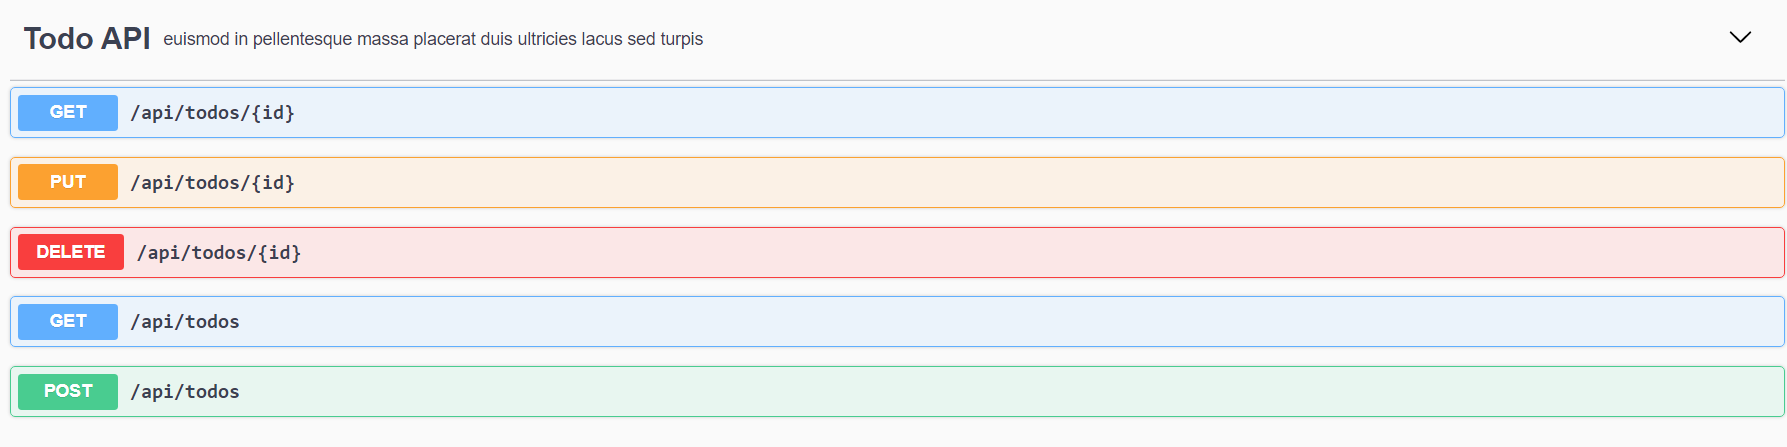 Todo API euismod in pellentesque massa placerat duis ultricies lacus sed turpis
GET /api/todos/{id}
PUT /api/todos/{id}
DELETE /api/todos/{id}
GET /api/todos
POST /api/todos